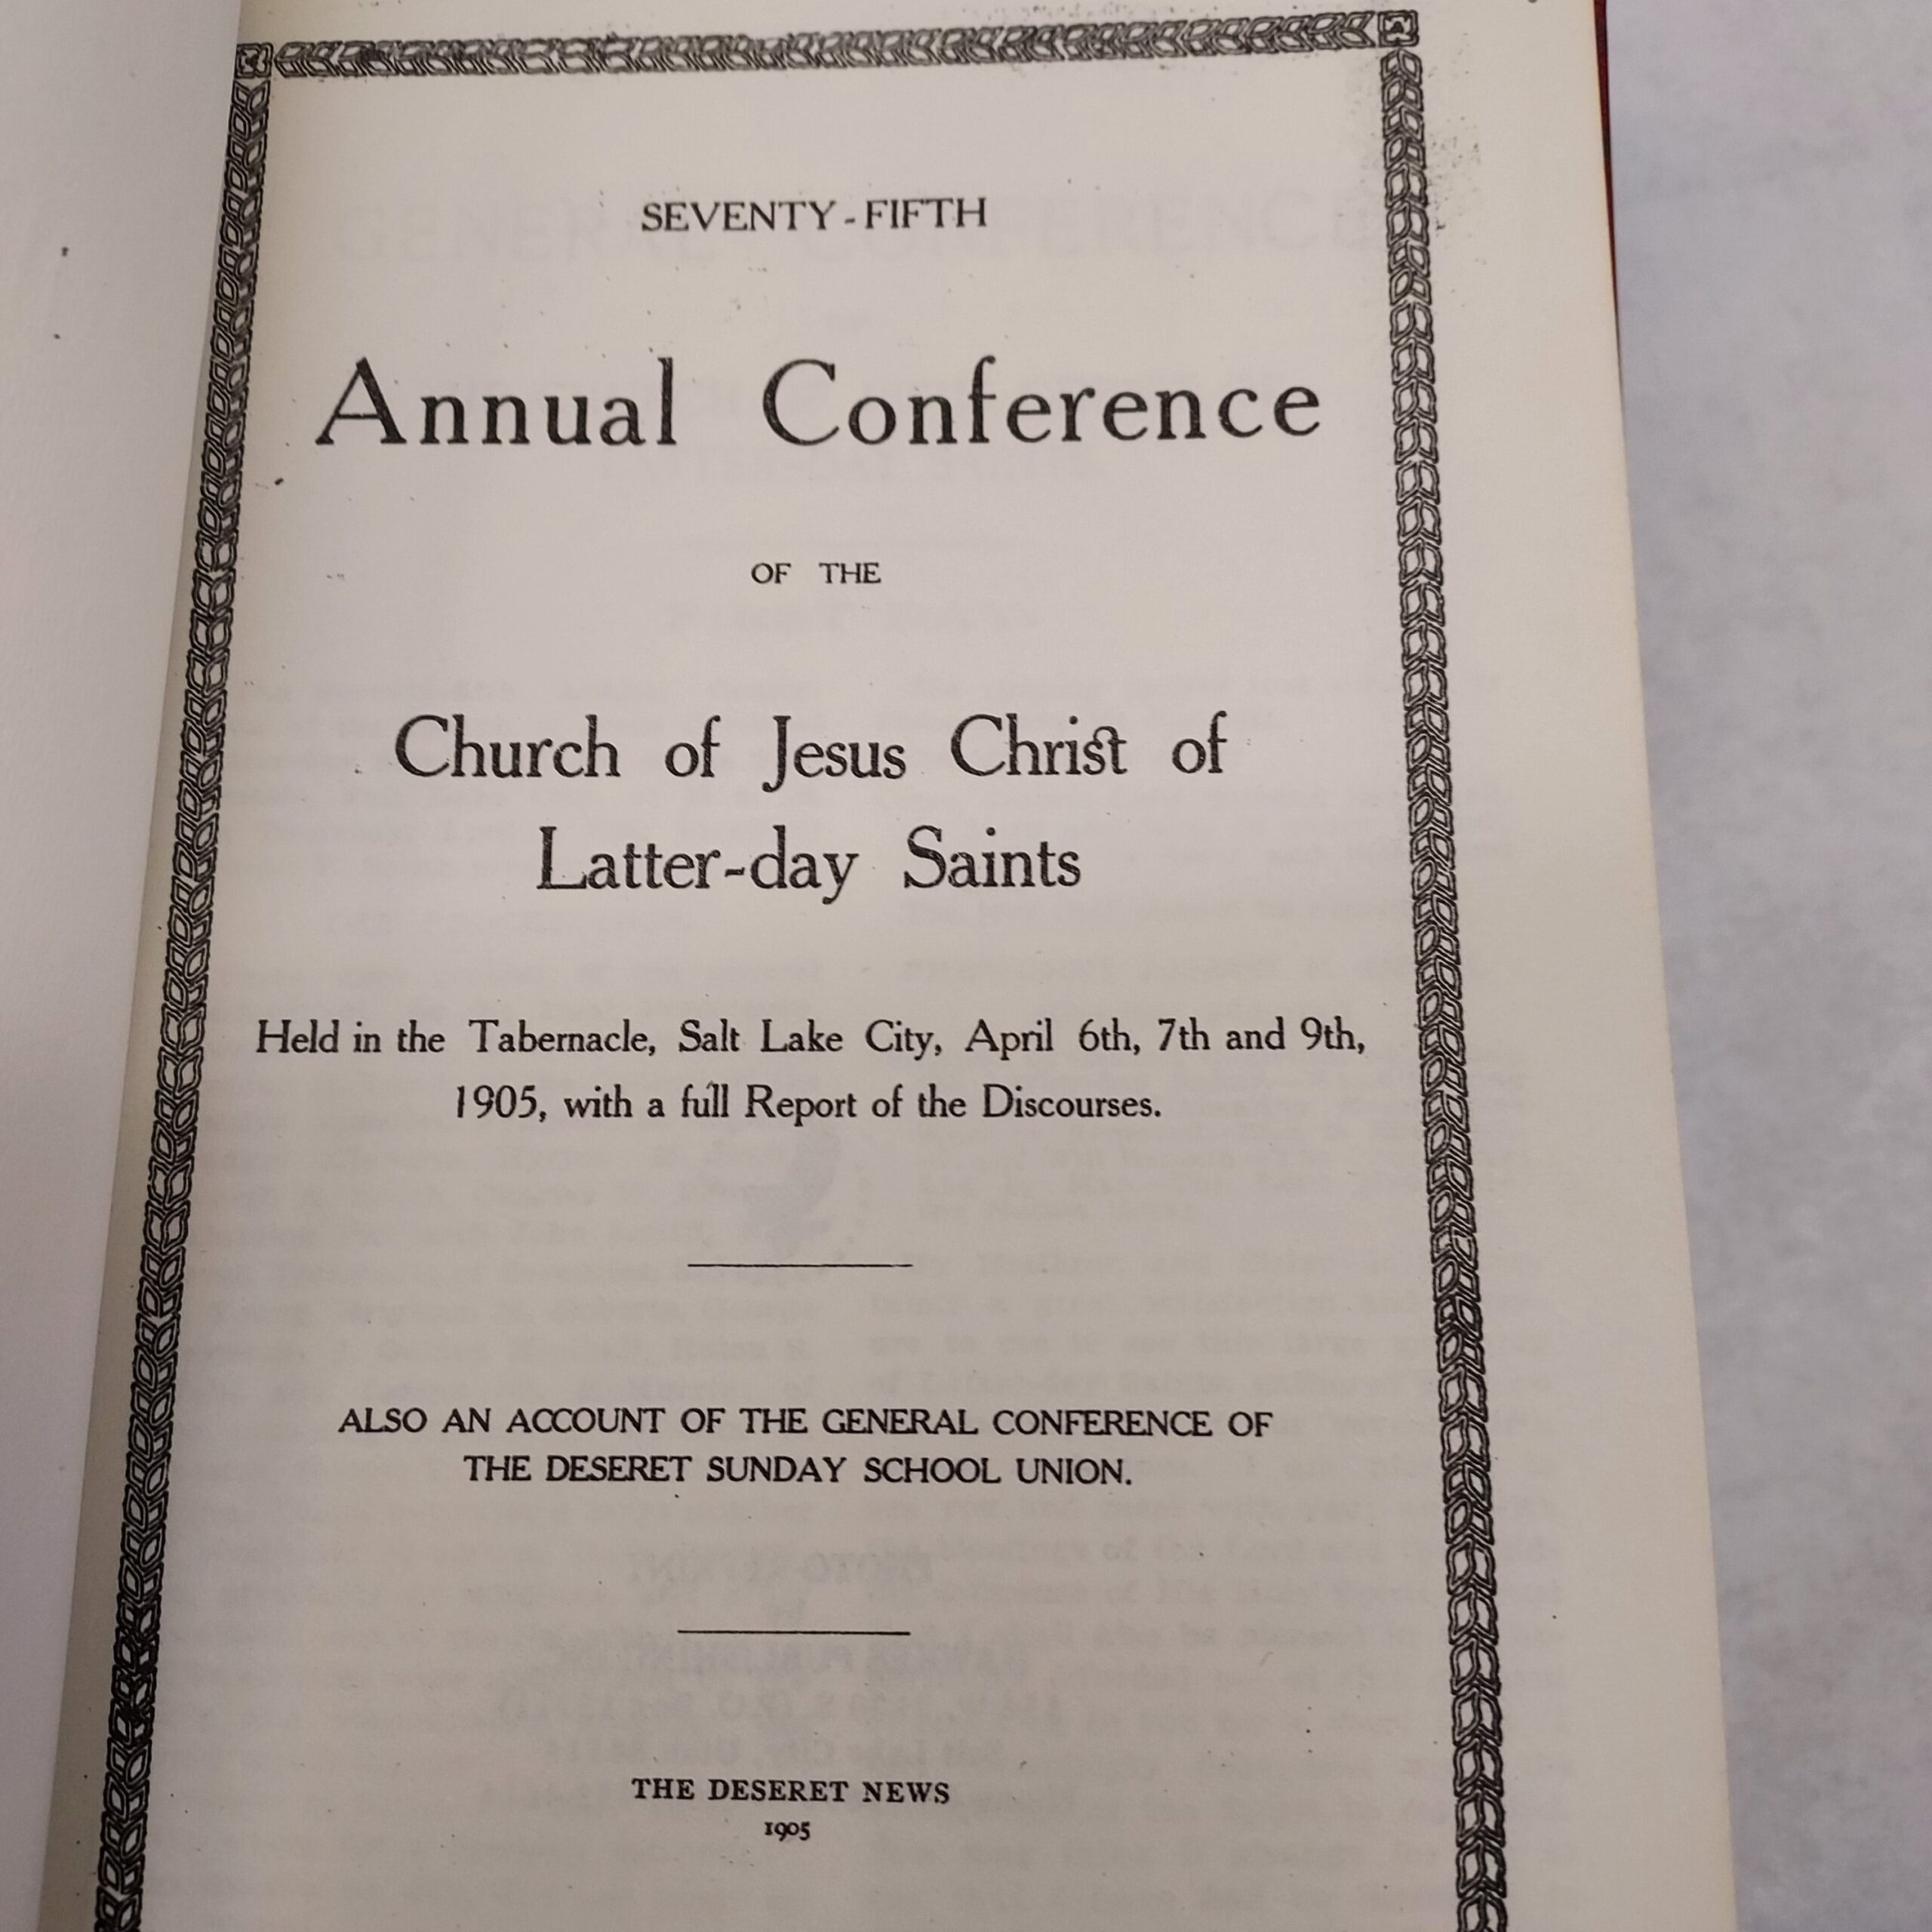 SEVENTY-FIFTH
Annual Conference
OF THE
Church of Jesus Christ of
Latter-day Saints
Held in the Tabernacle, Salt Lake City, April 6th, 7th and 9th,
1905, with a full Report of the Discourses.
ALSO AN ACCOUNT OF THE GENERAL CONFERENCE OF
THE DESERET SUNDAY SCHOOL UNION.
THE DESERET NEWS
1905